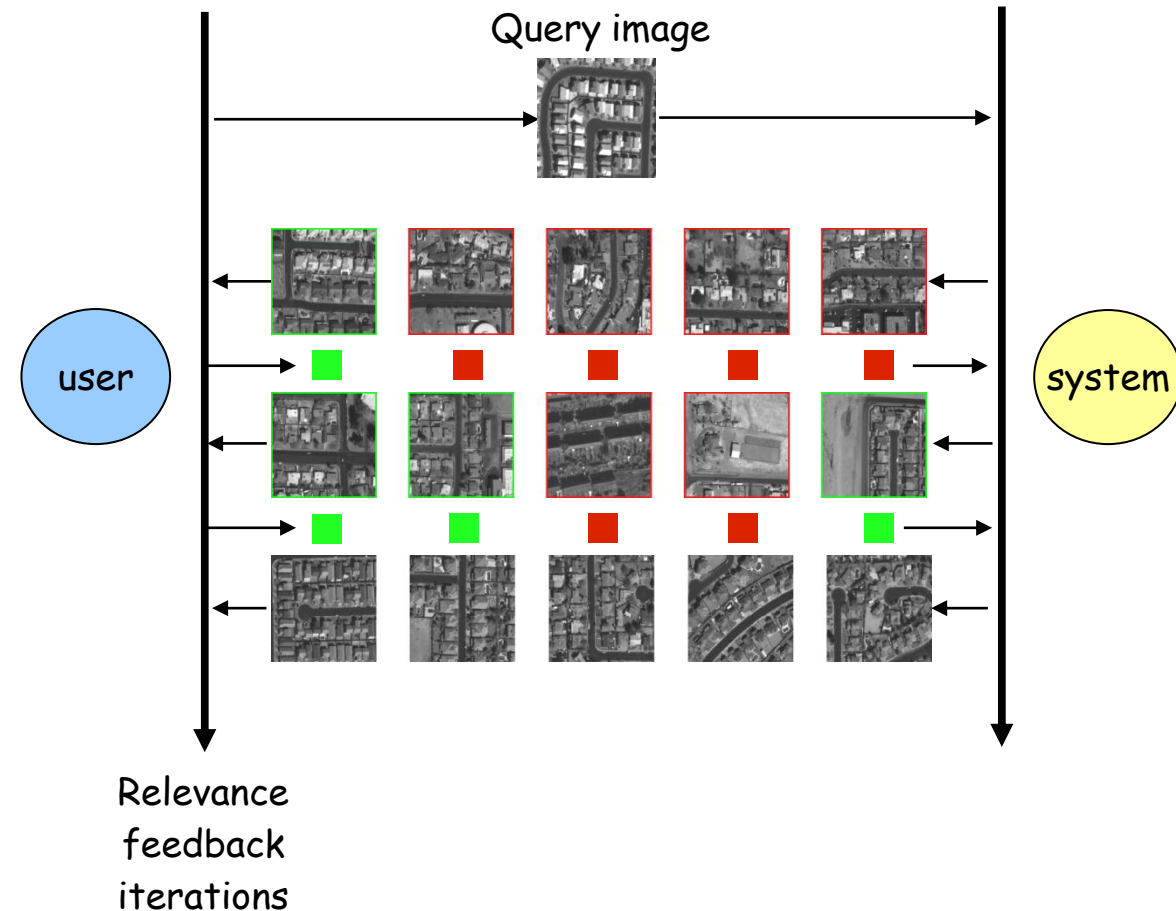 Query image
user
system
Relevance
feedback
iterations